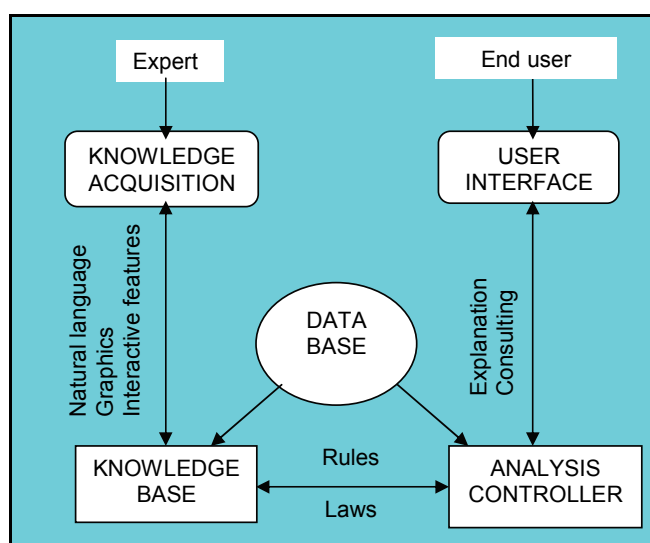 Expert
End user
KNOWLEDGE
ACQUISITION
USER
INTERFACE
Natural language
Graphics
Interactive features
DATA
BASE
Explanation
Consulting
KNOWLEDGE
BASE
Rules
Laws
ANALYSIS
CONTROLLER